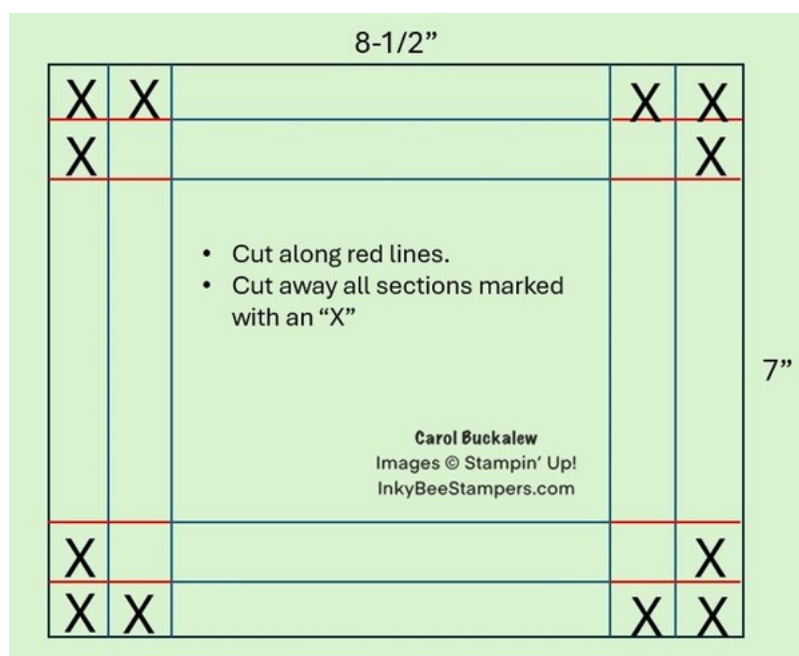 8-1/2”
X X X X
X X
• Cut along red lines.
• Cut away all sections marked
with an “X”
7”
Carol Buckalew
Images © Stampin’ Up!
InkyBeeStampers.com
X X
X X X X